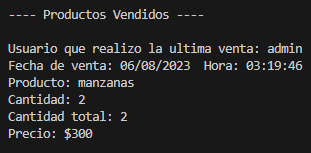 ---- Productos Vendidos ----
Usuario que realizo la ultima venta: admin
Fecha de venta: 06/08/2023  Hora: 03:19:46
Producto: manzanas
Cantidad: 2
Cantidad total: 2
Precio: $300